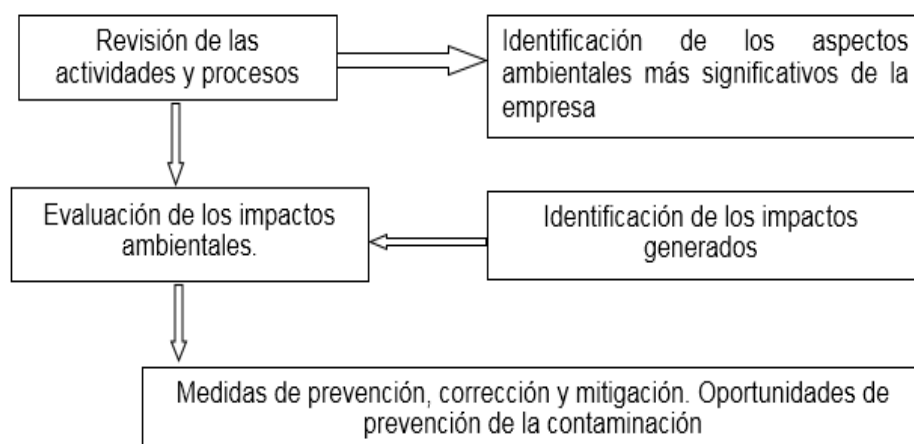 Revisión de las
actividades y procesos
Identificación de los aspectos
ambientales más significativos de la
empresa
Evaluación de los impactos
ambientales.
Identificación de los impactos
generados
Medidas de prevención, corrección y mitigación. Oportunidades de
prevención de la contaminación